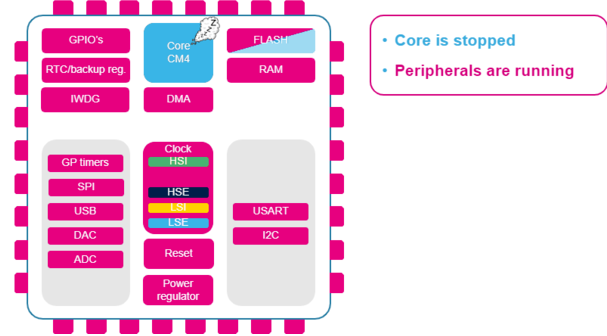 GPIO's
Core
CM4
FLASH
RTC/backup reg.
RAM
IWDG
DMA
GP timers
SPI
USB
DAC
ADC
Clock
HSI
HSE
LSI
LSE
Reset
Power
regulator
USART
I2C
• Core is stopped
• Peripherals are running